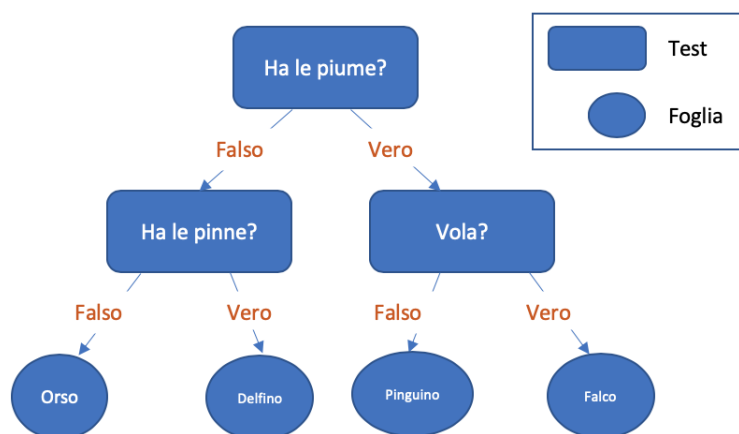 Ha le piume?
Test
Foglia
Falso
Vero
Ha le pinne?
Vola?
Falso
Vero
Falso
Vero
Orso
Delfino
Pinguino
Falco